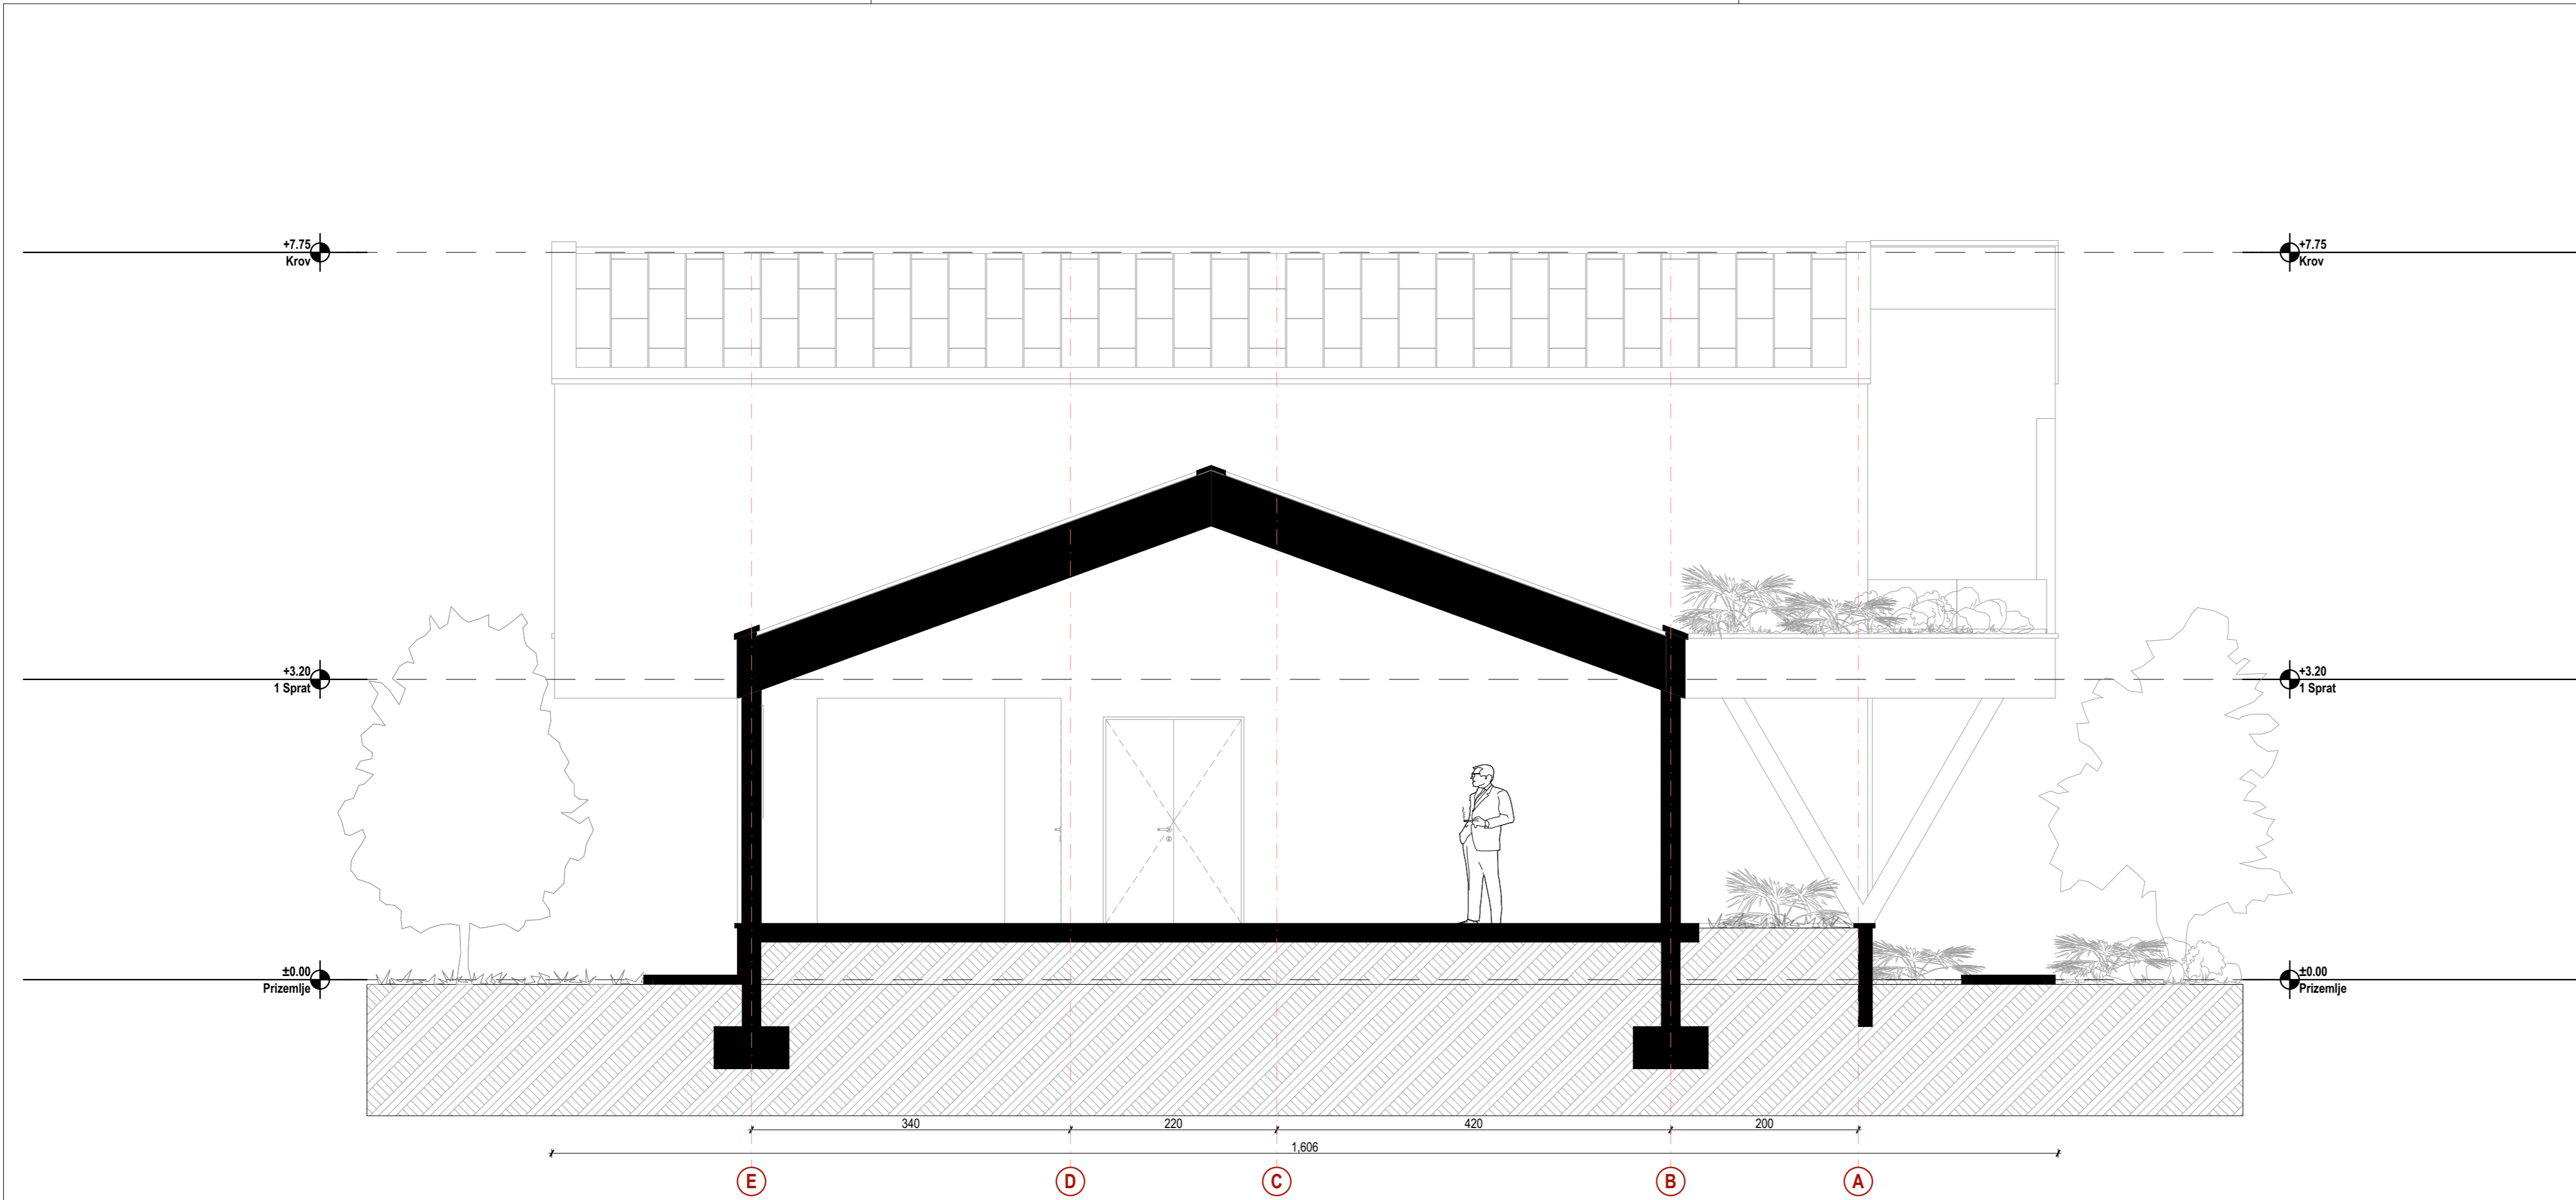 +7.75
Krov
+7.75
Krov
+3.20
1 Sprat
+3.20
1 Sprat
±0.00
Prizemlje
±0.00
Prizemlje
340 220 420 200
1,606
E D C B A